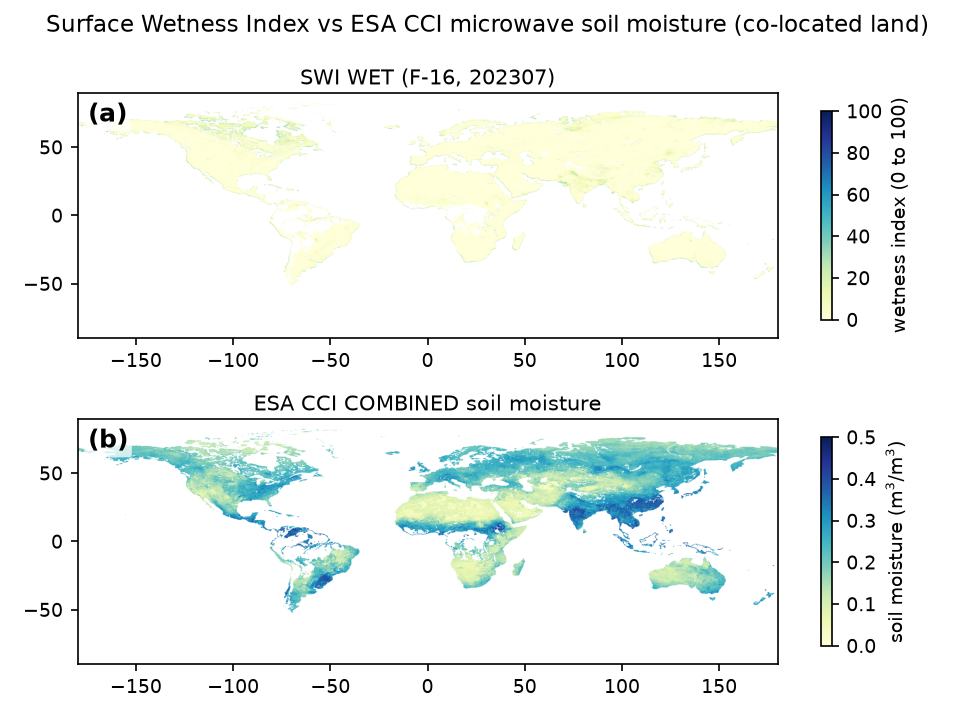 Surface Wetness Index vs ESA CCI microwave soil moisture (co-located land)
SWI WET (F-16, 202307)
(a)
50
0
−50
−150 −100 −50 0 50 100 150
100
80
60
40
20
0
wetness index (0 to 100)
ESA CCI COMBINED soil moisture
(b)
50
0
−50
−150 −100 −50 0 50 100 150
0.5
0.4
0.3
0.2
0.1
0.0
soil moisture (m³/m³)